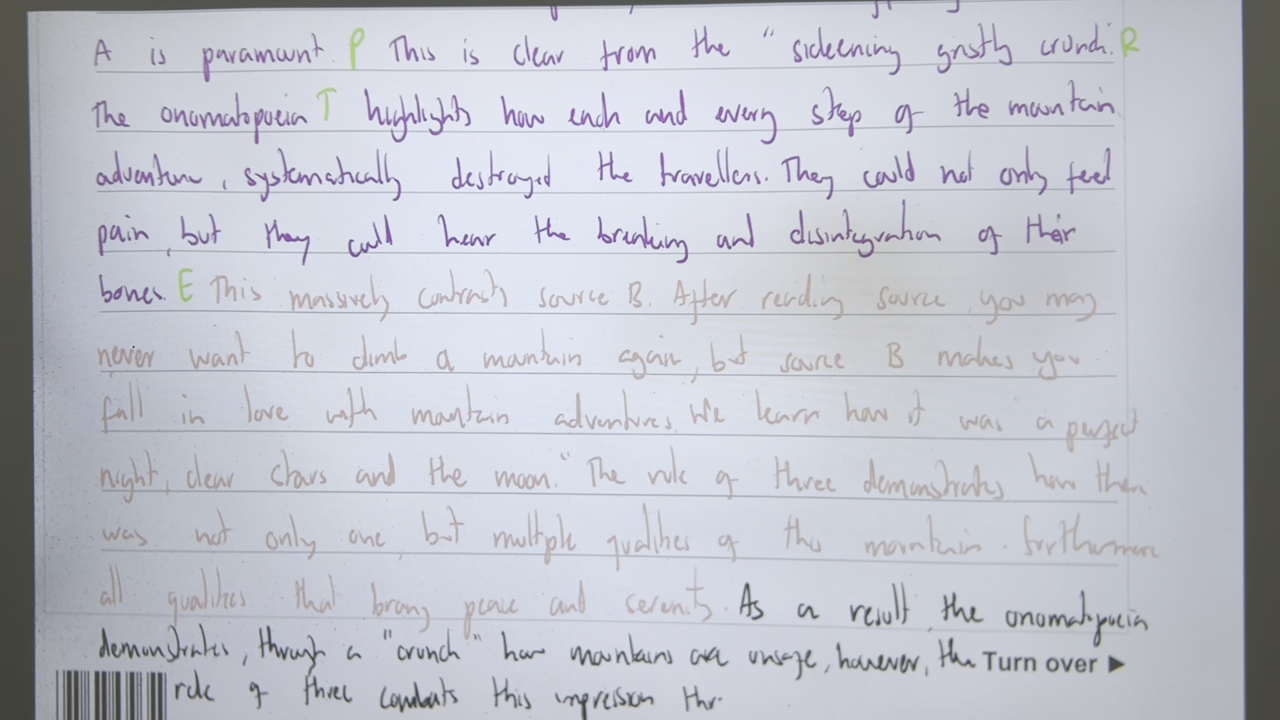 A is paramount. P This is clear from the " sickening gristly crunch." R
The onomatopoeia T highlights how each and every step of the mountain
adventure, systematically destroyed the travellers. They could not only feel
pain, but they could hear the breaking and disintegration of their
bones. E This massively contrasts source B. After reading source you may
never want to climb a mountain again, but source B makes you
fall in love with mountain adventures. We learn how it was "a perfect
night, clear stars and the moon." The rule of three demonstrates how there
was not only one, but multiple qualities of this mountain. furthermore
all qualities that bring peace and serenity. As a result the onomatopoeia
demonstrates, through a "crunch" how mountains are unsafe, however, the Turn over ►
rule of three combats this impression thr